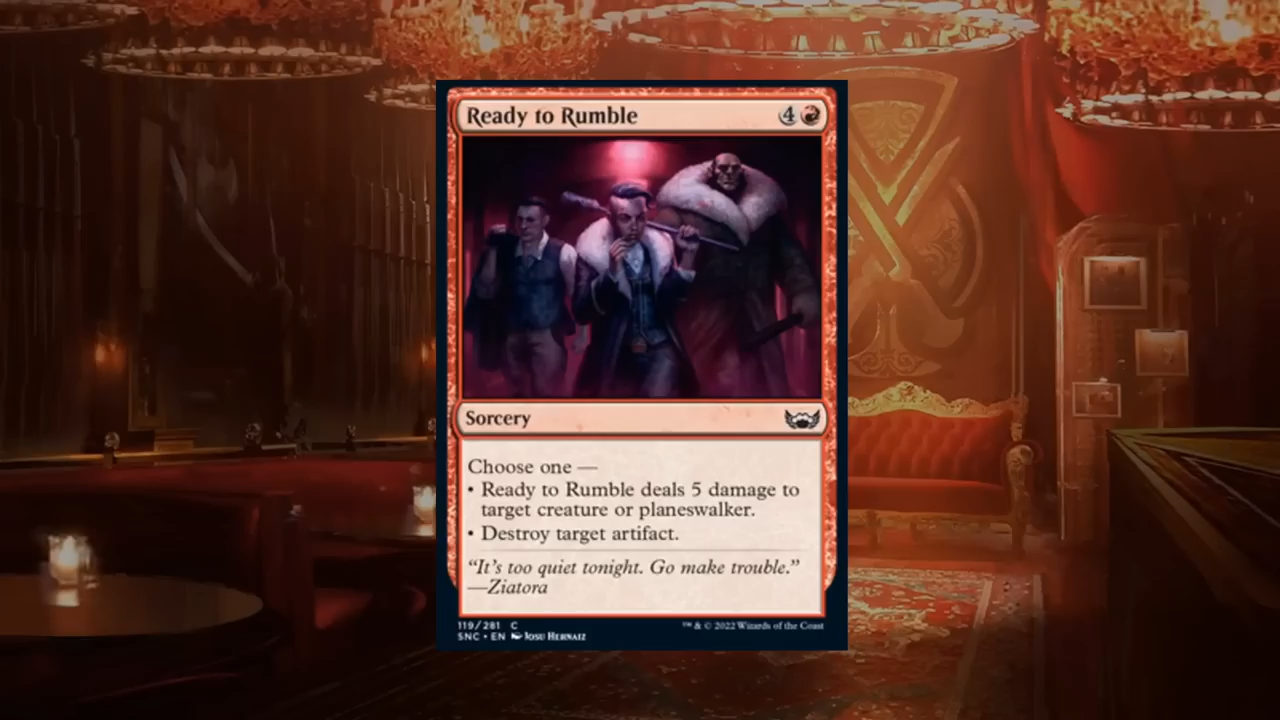 Ready to Rumble 4
Sorcery
Choose one —
• Ready to Rumble deals 5 damage to
target creature or planeswalker.
• Destroy target artifact.
“It’s too quiet tonight. Go make trouble.”
—Ziatora
119/281 C
SNC • EN Josu Hernaiz
™ & © 2022 Wizards of the Coast